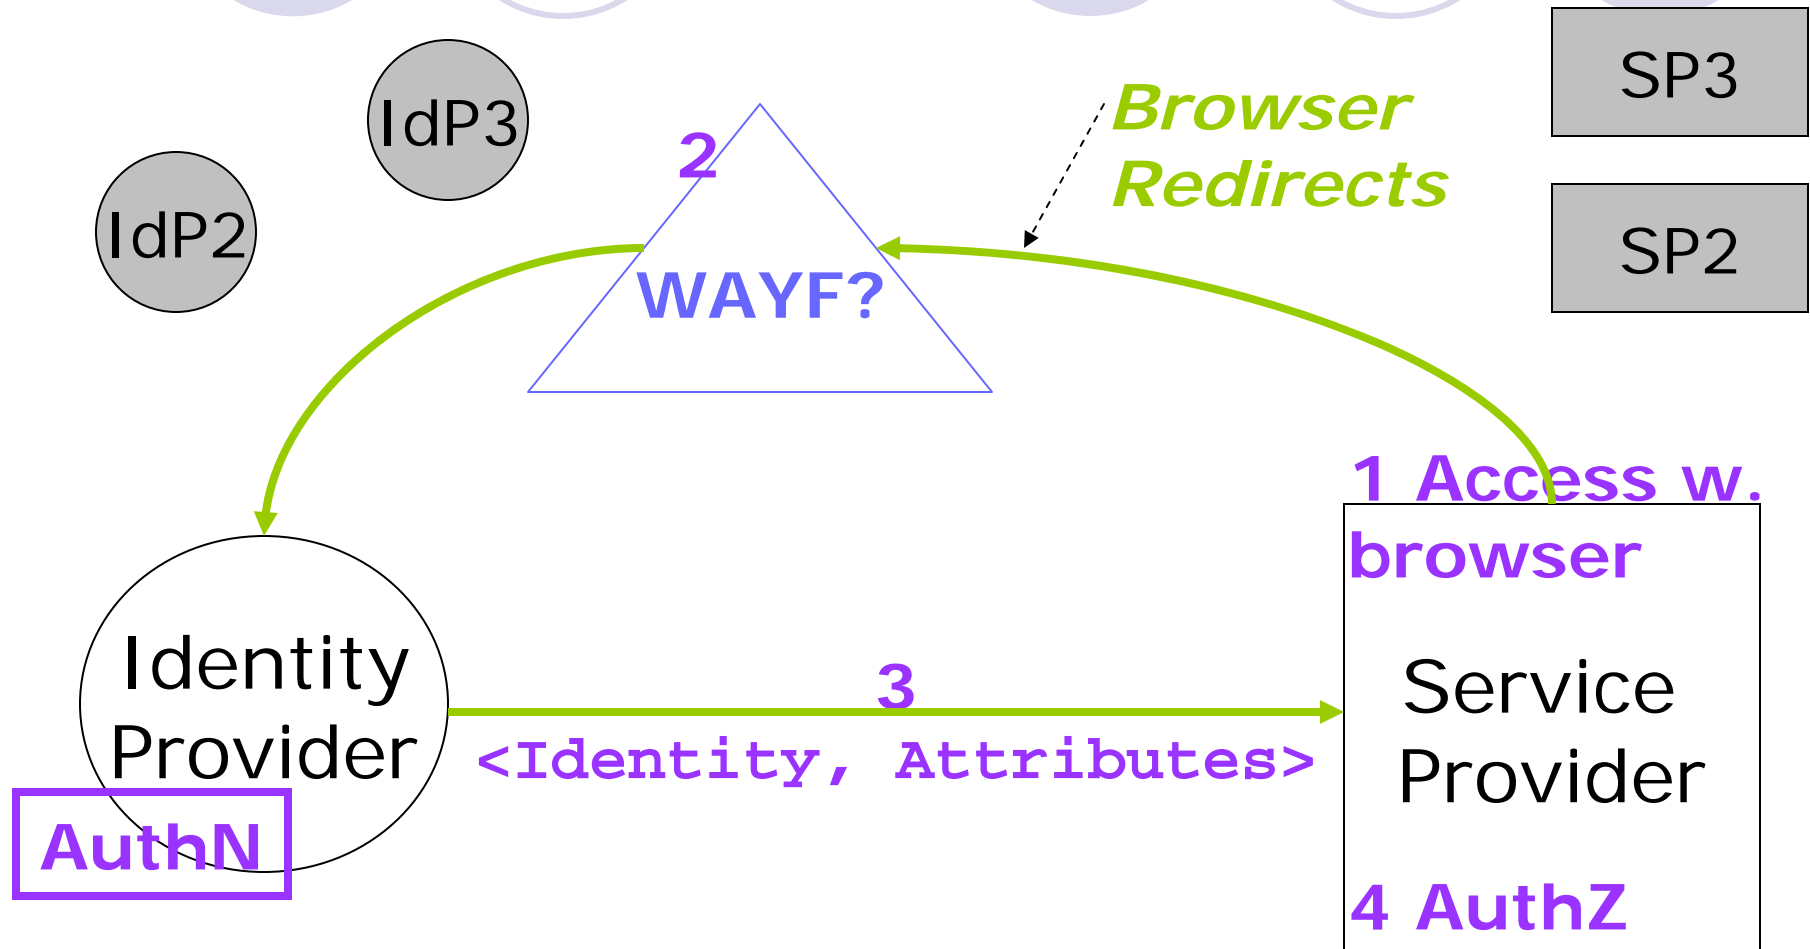 SP3
IdP3
Browser
Redirects
2
IdP2
SP2
WAYF?
1 Access w.
browser
Identity
Provider
3
<Identity, Attributes>
Service
Provider
AuthN
4 AuthZ